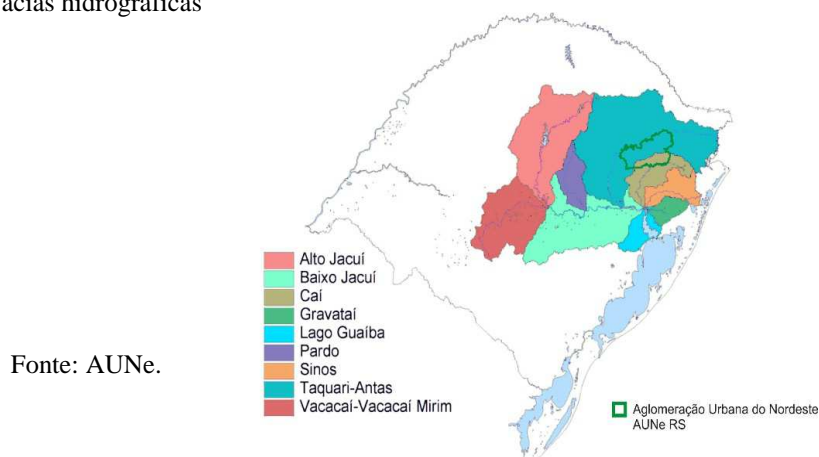 acias hidrográficas
Alto Jacuí
Baixo Jacuí
Caí
Gravataí
Lago Guaíba
Pardo
Sinos
Taquari-Antas
Vacacaí-Vacacaí Mirim
Fonte: AUNe.
Aglomeração Urbana do Nordeste
AUNe RS